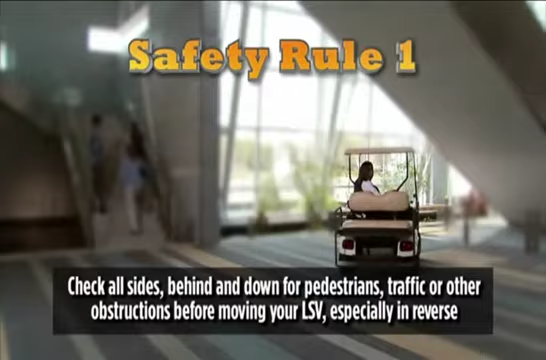 Safety Rule 1
Check all sides, behind and down for pedestrians, traffic or other
obstructions before moving your LSV, especially in reverse